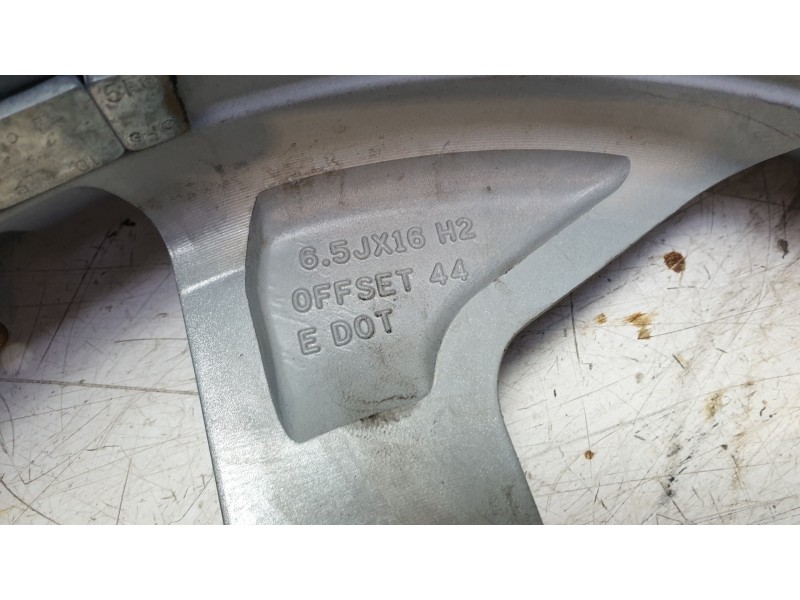 6.5JX16 H2
OFFSET 44
E DOT